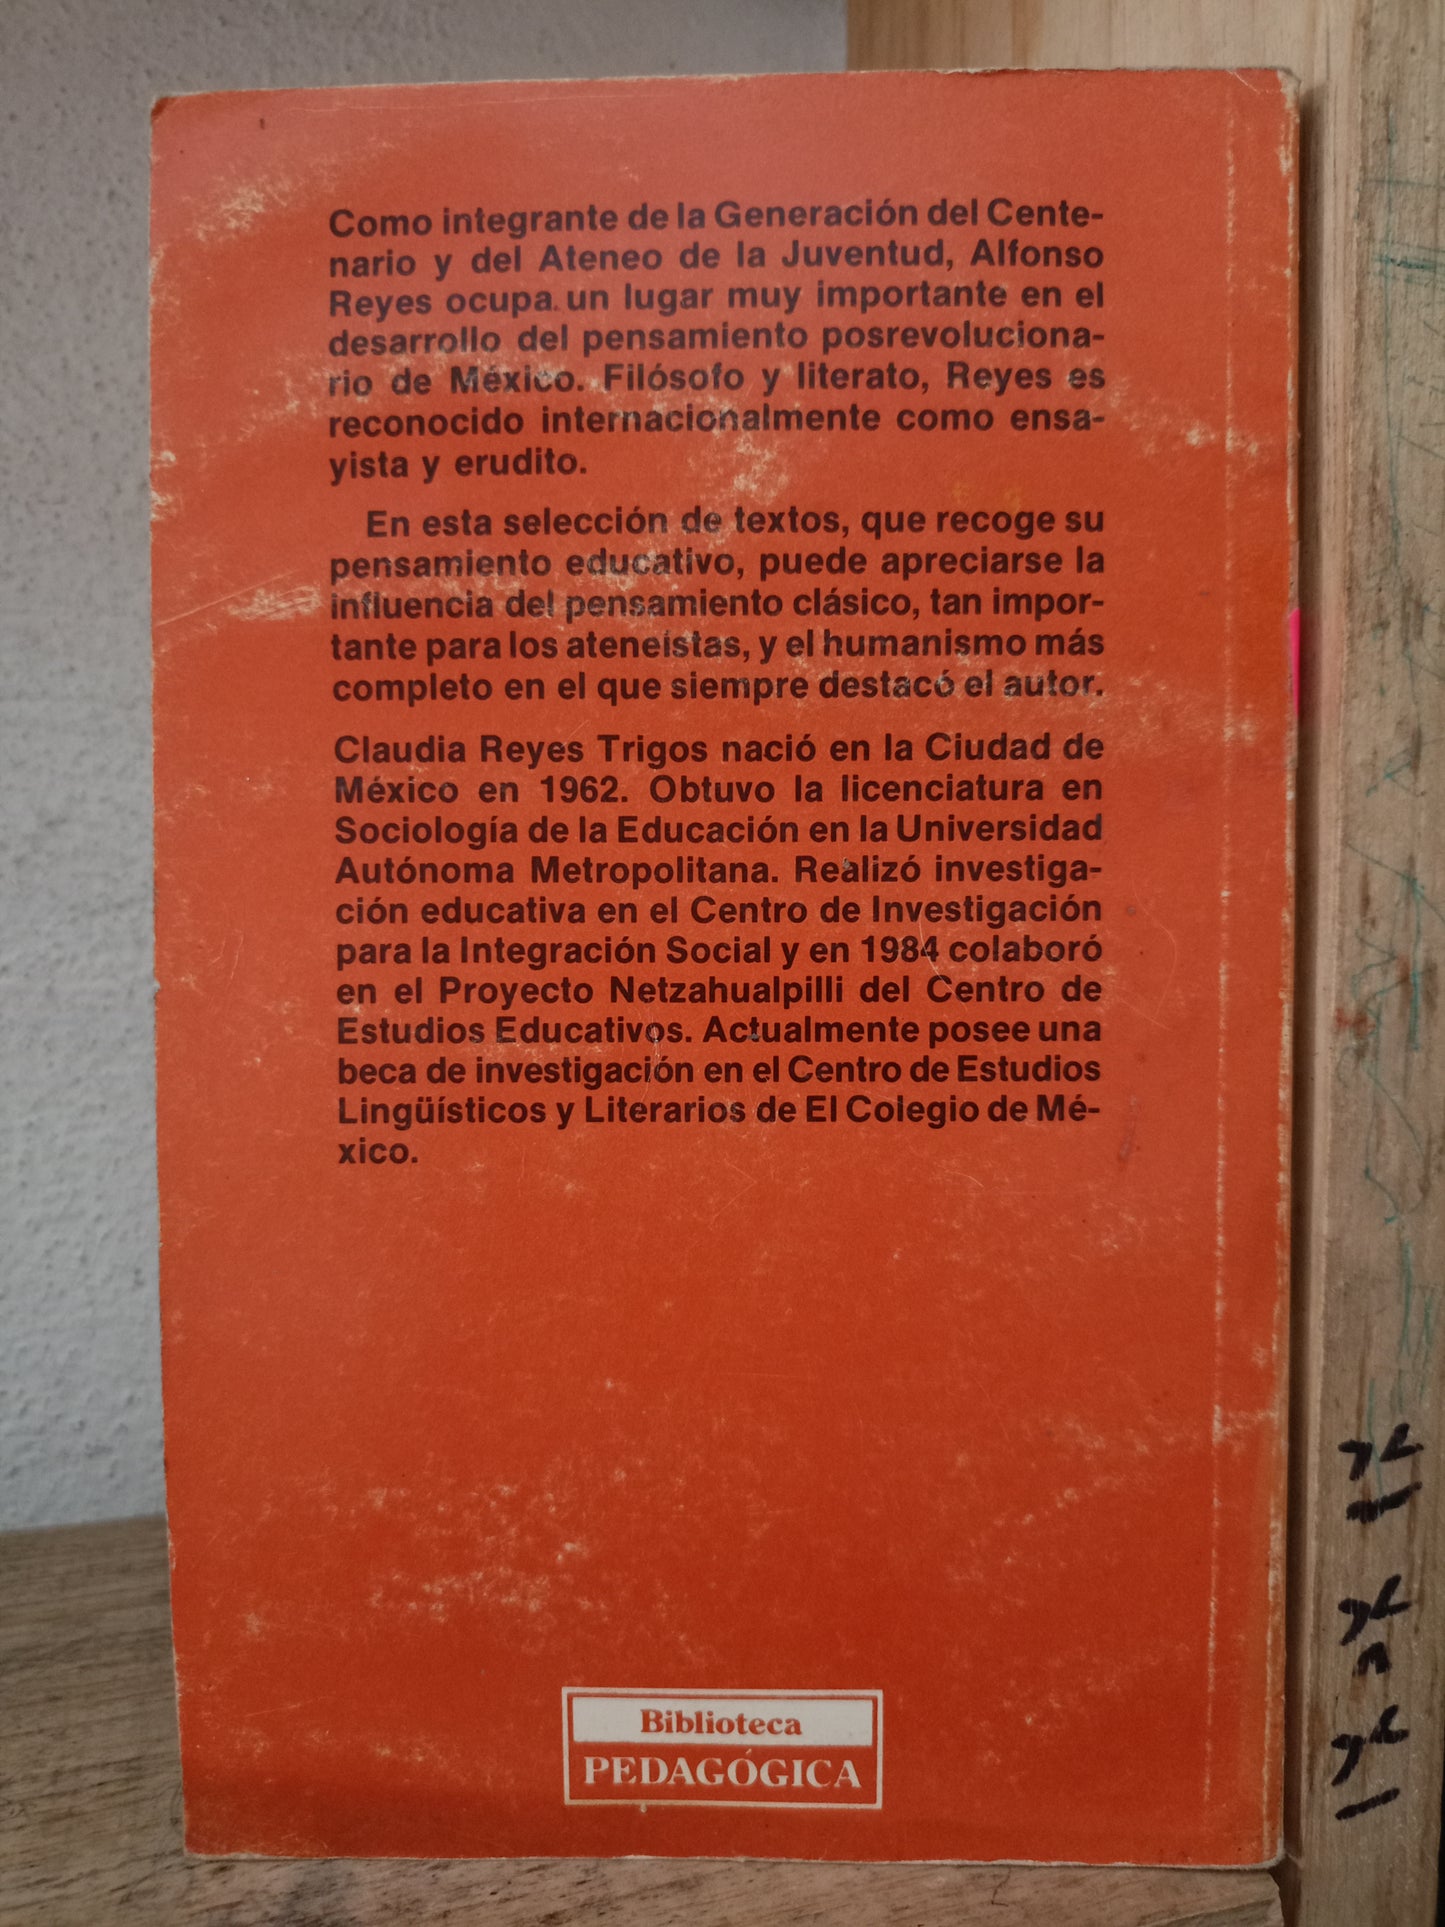 Como integrante de la Generación del Cente-
nario y del Ateneo de la Juventud, Alfonso
Reyes ocupa un lugar muy importante en el
desarrollo del pensamiento posrevoluciona-
rio de México. Filósofo y literato, Reyes es
reconocido internacionalmente como ensa-
yista y erudito.
En esta selección de textos, que recoge su
pensamiento educativo, puede apreciarse la
influencia del pensamiento clásico, tan impor-
tante para los ateneístas, y el humanismo más
completo en el que siempre destacó el autor.
Claudia Reyes Trigos nació en la Ciudad de
México en 1962. Obtuvo la licenciatura en
Sociología de la Educación en la Universidad
Autónoma Metropolitana. Realizó investiga-
ción educativa en el Centro de Investigación
para la Integración Social y en 1984 colaboró
en el Proyecto Netzahualpilli del Centro de
Estudios Educativos. Actualmente posee una
beca de investigación en el Centro de Estudios
Lingüísticos y Literarios de El Colegio de Mé-
xico.
Biblioteca
PEDAGÓGICA